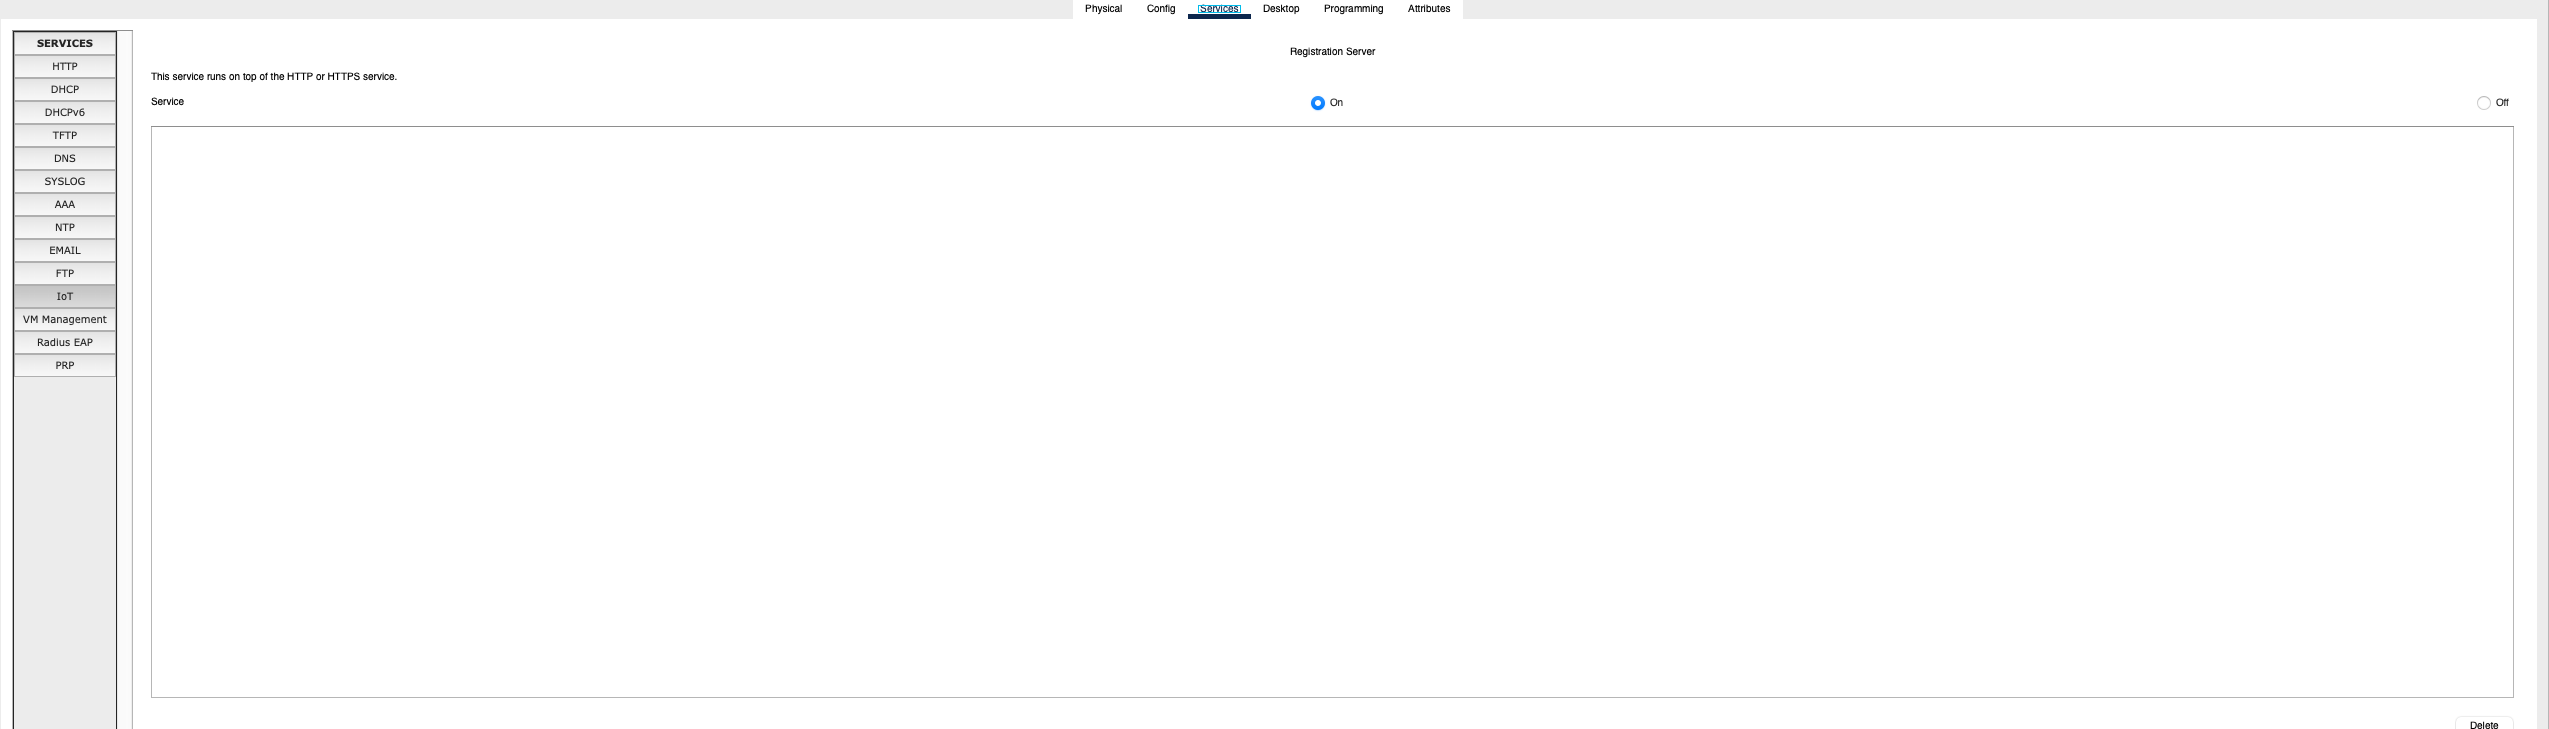 Physical Config Services Desktop Programming Attributes
SERVICES
HTTP
DHCP
DHCPv6
TFTP
DNS
SYSLOG
AAA
NTP
EMAIL
FTP
IoT
VM Management
Radius EAP
PRP
Registration Server
This service runs on top of the HTTP or HTTPS service.
Service On Off
Delete